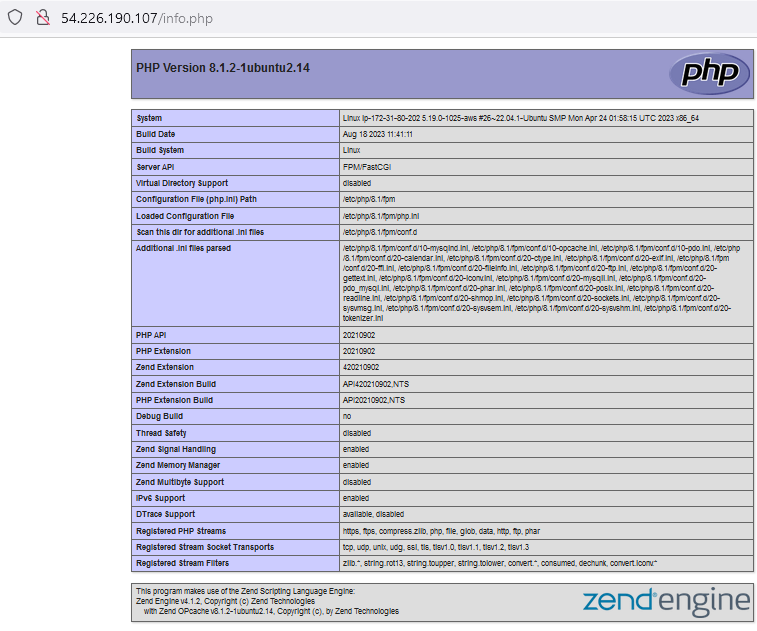 54.226.190.107/info.php
PHP Version 8.1.2-1ubuntu2.14
php
System Linux ip-172-31-80-202 5.19.0-1025-aws #26~22.04.1-Ubuntu SMP Mon Apr 24 01:58:15 UTC 2023 x86_64
Build Date Aug 18 2023 11:41:11
Build System Linux
Server API FPM/FastCGI
Virtual Directory Support disabled
Configuration File (php.ini) Path /etc/php/8.1/fpm
Loaded Configuration File /etc/php/8.1/fpm/php.ini
Scan this dir for additional .ini files /etc/php/8.1/fpm/conf.d
Additional .ini files parsed /etc/php/8.1/fpm/conf.d/10-mysqlnd.ini, /etc/php/8.1/fpm/conf.d/10-opcache.ini, /etc/php/8.1/fpm/conf.d/10-pdo.ini, /etc/php
/8.1/fpm/conf.d/20-calendar.ini, /etc/php/8.1/fpm/conf.d/20-ctype.ini, /etc/php/8.1/fpm/conf.d/20-exif.ini, /etc/php/8.1/fpm
/conf.d/20-ffi.ini, /etc/php/8.1/fpm/conf.d/20-fileinfo.ini, /etc/php/8.1/fpm/conf.d/20-ftp.ini, /etc/php/8.1/fpm/conf.d/20-
gettext.ini, /etc/php/8.1/fpm/conf.d/20-iconv.ini, /etc/php/8.1/fpm/conf.d/20-mysqli.ini, /etc/php/8.1/fpm/conf.d/20-
pdo_mysql.ini, /etc/php/8.1/fpm/conf.d/20-phar.ini, /etc/php/8.1/fpm/conf.d/20-posix.ini, /etc/php/8.1/fpm/conf.d/20-
readline.ini, /etc/php/8.1/fpm/conf.d/20-shmop.ini, /etc/php/8.1/fpm/conf.d/20-sockets.ini, /etc/php/8.1/fpm/conf.d/20-
sysvmsg.ini, /etc/php/8.1/fpm/conf.d/20-sysvsem.ini, /etc/php/8.1/fpm/conf.d/20-sysvshm.ini, /etc/php/8.1/fpm/conf.d/20-
tokenizer.ini
PHP API 20210902
PHP Extension 20210902
Zend Extension 420210902
Zend Extension Build API420210902,NTS
PHP Extension Build API20210902,NTS
Debug Build no
Thread Safety disabled
Zend Signal Handling enabled
Zend Memory Manager enabled
Zend Multibyte Support disabled
IPv6 Support enabled
DTrace Support available, disabled
Registered PHP Streams https, ftps, compress.zlib, php, file, glob, data, http, ftp, phar
Registered Stream Socket Transports tcp, udp, unix, udg, ssl, tls, tlsv1.0, tlsv1.1, tlsv1.2, tlsv1.3
Registered Stream Filters zlib.*, string.rot13, string.toupper, string.tolower, convert.*, consumed, dechunk, convert.iconv.*
This program makes use of the Zend Scripting Language Engine:
Zend Engine v4.1.2, Copyright (c) Zend Technologies
with Zend OPcache v8.1.2-1ubuntu2.14, Copyright (c), by Zend Technologies
zend engine